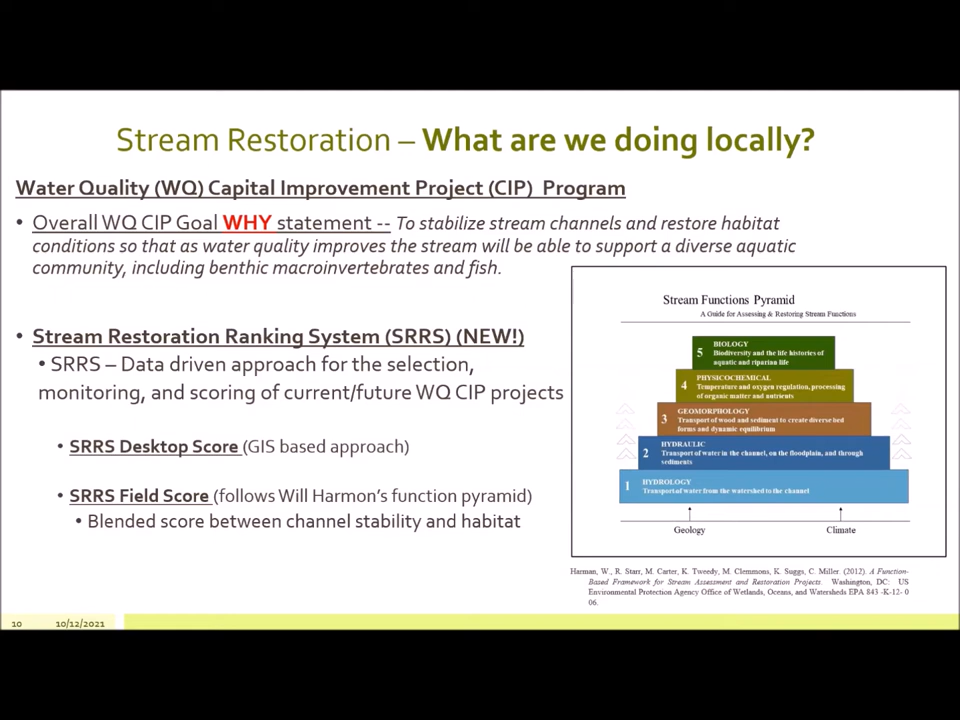 Stream Restoration – What are we doing locally?
Water Quality (WQ) Capital Improvement Project (CIP) Program
• Overall WQ CIP Goal WHY statement -- To stabilize stream channels and restore habitat
conditions so that as water quality improves the stream will be able to support a diverse aquatic
community, including benthic macroinvertebrates and fish.
• Stream Restoration Ranking System (SRRS) (NEW!)
• SRRS – Data driven approach for the selection,
monitoring, and scoring of current/future WQ CIP projects
• SRRS Desktop Score (GIS based approach)
• SRRS Field Score (follows Will Harmon's function pyramid)
• Blended score between channel stability and habitat
Stream Functions Pyramid
A Guide for Assessing & Restoring Stream Functions
5 BIOLOGY
Biodiversity and the life histories of
aquatic and riparian life
4 PHYSICOCHEMICAL
Temperature and oxygen regulation, processing
of organic matter and nutrients
3 GEOMORPHOLOGY
Transport of wood and sediment to create diverse bed
forms and dynamic equilibrium
2 HYDRAULIC
Transport of water in the channel, on the floodplain, and through
sediments
1 HYDROLOGY
Transport of water from the watershed to the channel
Geology Climate
Harman, W., R. Starr, M. Carter, K. Tweedy, M. Clemmons, K. Suggs, C. Miller. (2012). A Function-
Based Framework for Stream Assessment and Restoration Projects. Washington, DC: US
Environmental Protection Agency Office of Wetlands, Oceans, and Watersheds EPA 843 -K-12- 0
06.
10 10/12/2021